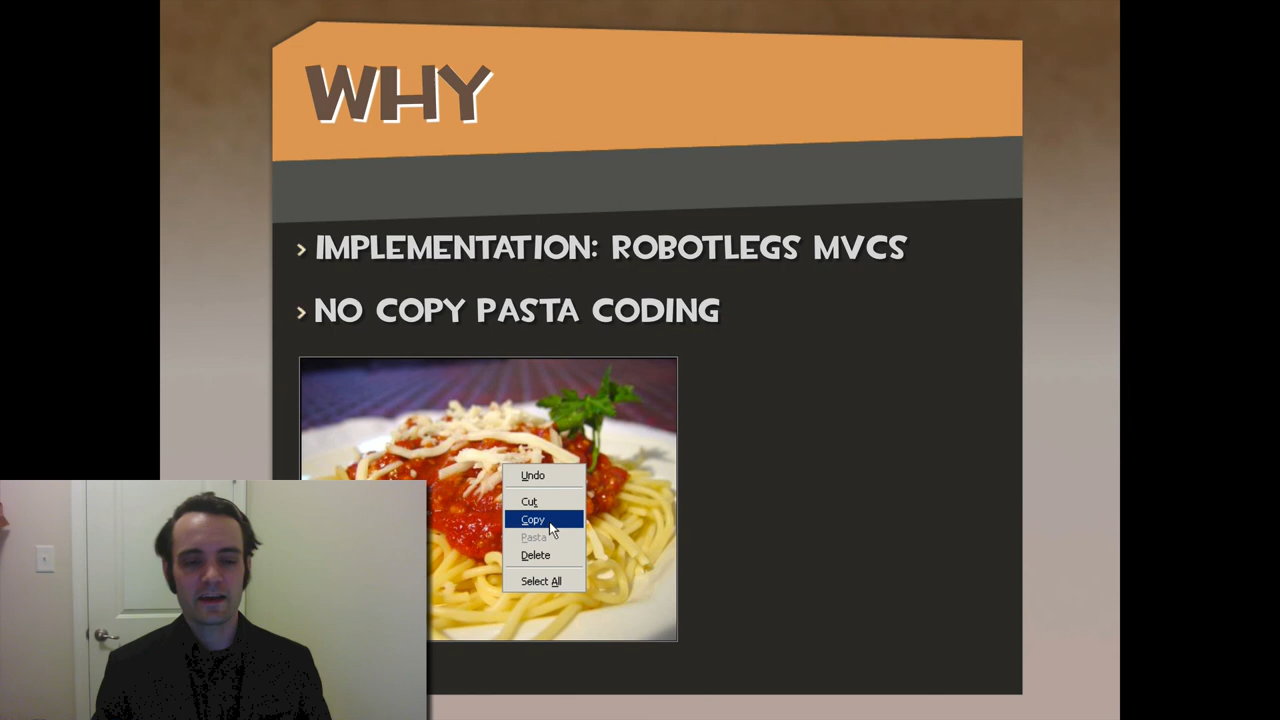 WHY
> IMPLEMENTATION: ROBOTLEGS MVCS
> NO COPY PASTA CODING
Undo
Cut
Copy
Pasta
Delete
Select All